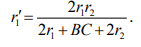 r₁′ = 2r₁r₂ / (2r₁ + BC + 2r₂).